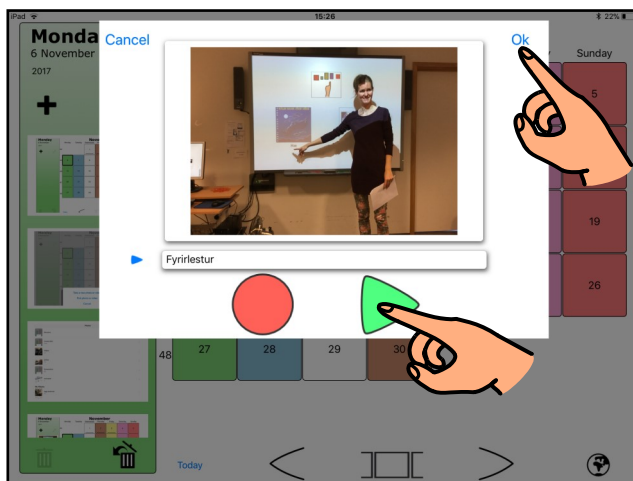 iPad 15:26 22%
Monda
6 November
2017
Cancel Ok
y Sunday
5
19
26
Fyrirlestur
48 27 28 29 30
Today